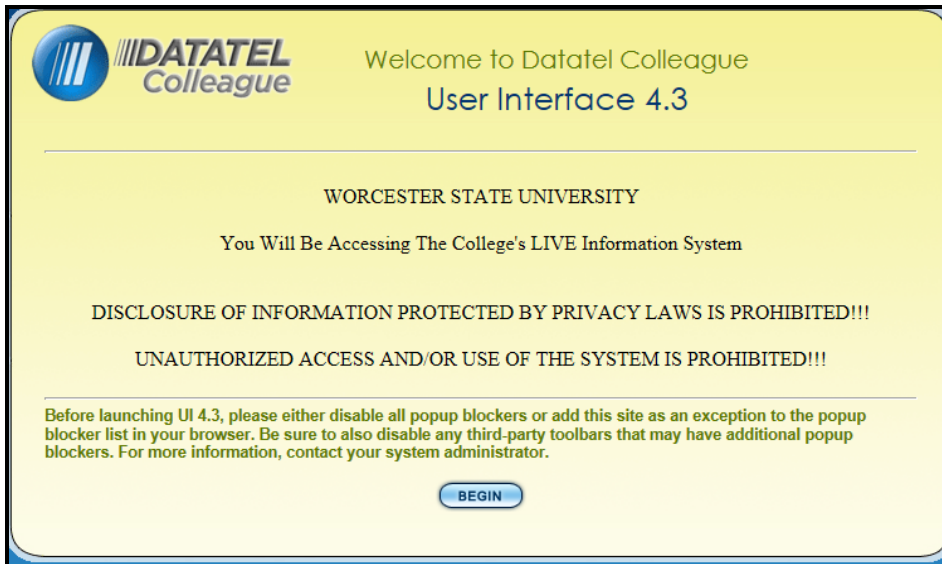 DATATEL
Colleague
Welcome to Datatel Colleague
User Interface 4.3
WORCESTER STATE UNIVERSITY
You Will Be Accessing The College's LIVE Information System
DISCLOSURE OF INFORMATION PROTECTED BY PRIVACY LAWS IS PROHIBITED!!!
UNAUTHORIZED ACCESS AND/OR USE OF THE SYSTEM IS PROHIBITED!!!
Before launching UI 4.3, please either disable all popup blockers or add this site as an exception to the popup
blocker list in your browser. Be sure to also disable any third-party toolbars that may have additional popup
blockers. For more information, contact your system administrator.
BEGIN